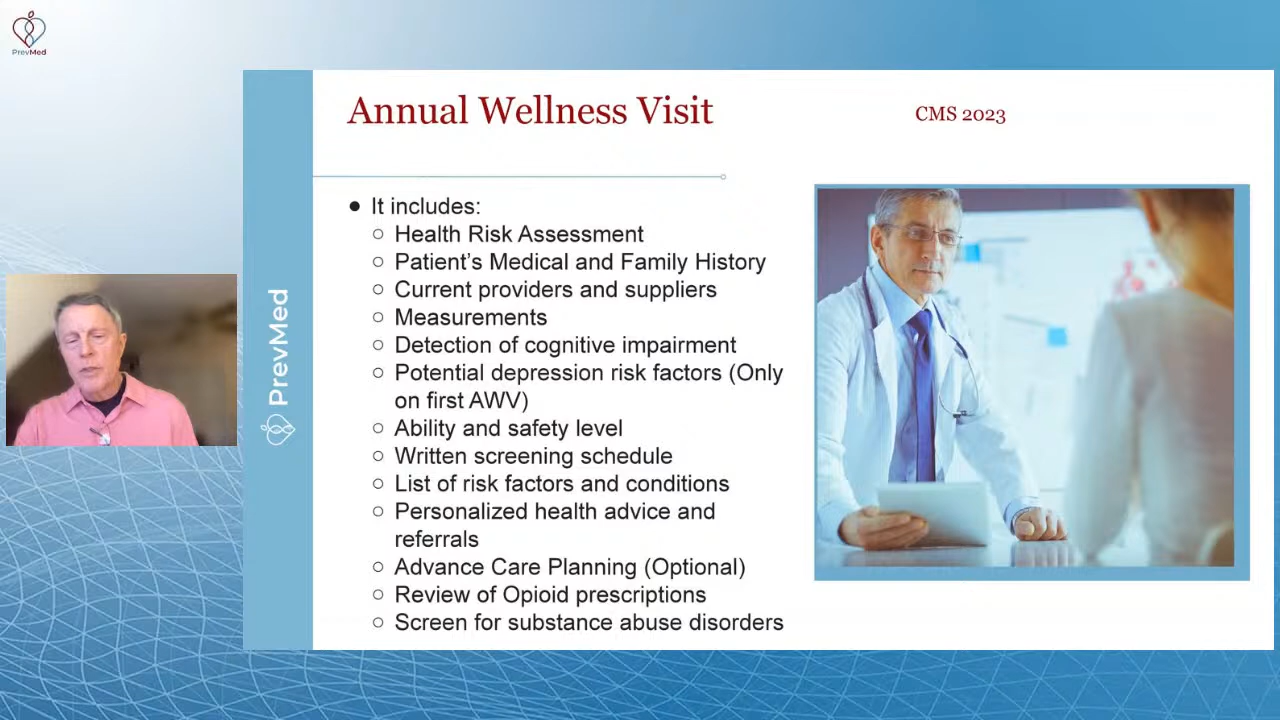 PrevMed
Annual Wellness Visit
CMS 2023
PrevMed
● It includes:
○ Health Risk Assessment
○ Patient’s Medical and Family History
○ Current providers and suppliers
○ Measurements
○ Detection of cognitive impairment
○ Potential depression risk factors (Only
on first AWV)
○ Ability and safety level
○ Written screening schedule
○ List of risk factors and conditions
○ Personalized health advice and
referrals
○ Advance Care Planning (Optional)
○ Review of Opioid prescriptions
○ Screen for substance abuse disorders